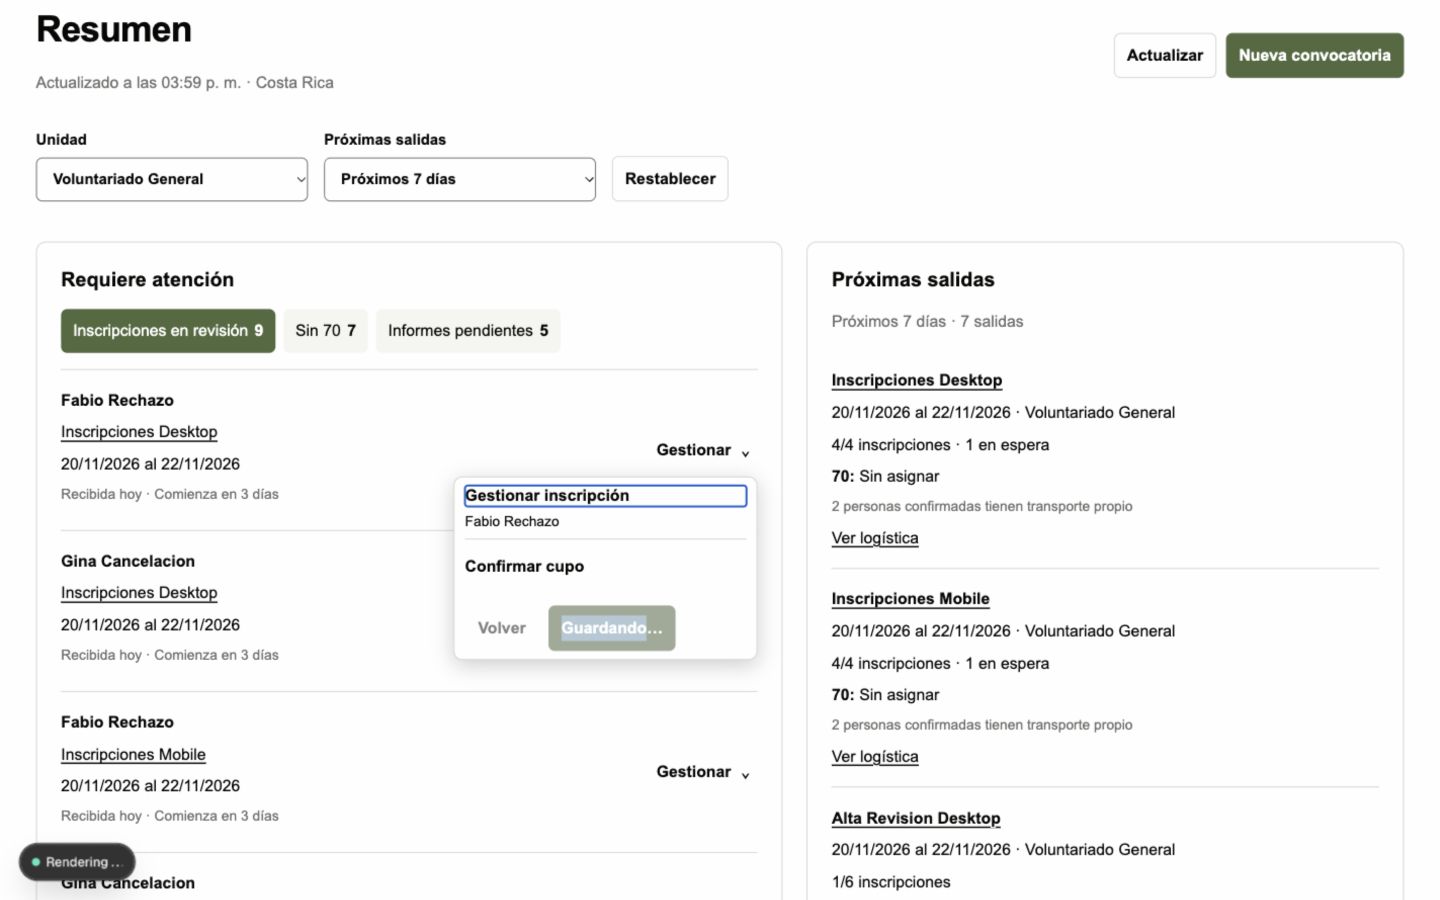 Resumen
Actualizado a las 03:59 p. m. · Costa Rica
Actualizar
Nueva convocatoria
Unidad
Próximas salidas
Voluntariado General
Próximos 7 días
Restablecer
Requiere atención
Inscripciones en revisión 9
Sin 70 7
Informes pendientes 5
Fabio Rechazo
Inscripciones Desktop
20/11/2026 al 22/11/2026
Recibida hoy · Comienza en 3 días
Gestionar
Gestionar inscripción
Fabio Rechazo
Confirmar cupo
Volver
Guardando...
Gina Cancelacion
Inscripciones Desktop
20/11/2026 al 22/11/2026
Recibida hoy · Comienza en 3 días
Fabio Rechazo
Inscripciones Mobile
20/11/2026 al 22/11/2026
Recibida hoy · Comienza en 3 días
Gestionar
Rendering ...
Gina Cancelacion
Próximas salidas
Próximos 7 días · 7 salidas
Inscripciones Desktop
20/11/2026 al 22/11/2026 · Voluntariado General
4/4 inscripciones · 1 en espera
70: Sin asignar
2 personas confirmadas tienen transporte propio
Ver logística
Inscripciones Mobile
20/11/2026 al 22/11/2026 · Voluntariado General
4/4 inscripciones · 1 en espera
70: Sin asignar
2 personas confirmadas tienen transporte propio
Ver logística
Alta Revision Desktop
20/11/2026 al 22/11/2026 · Voluntariado General
1/6 inscripciones